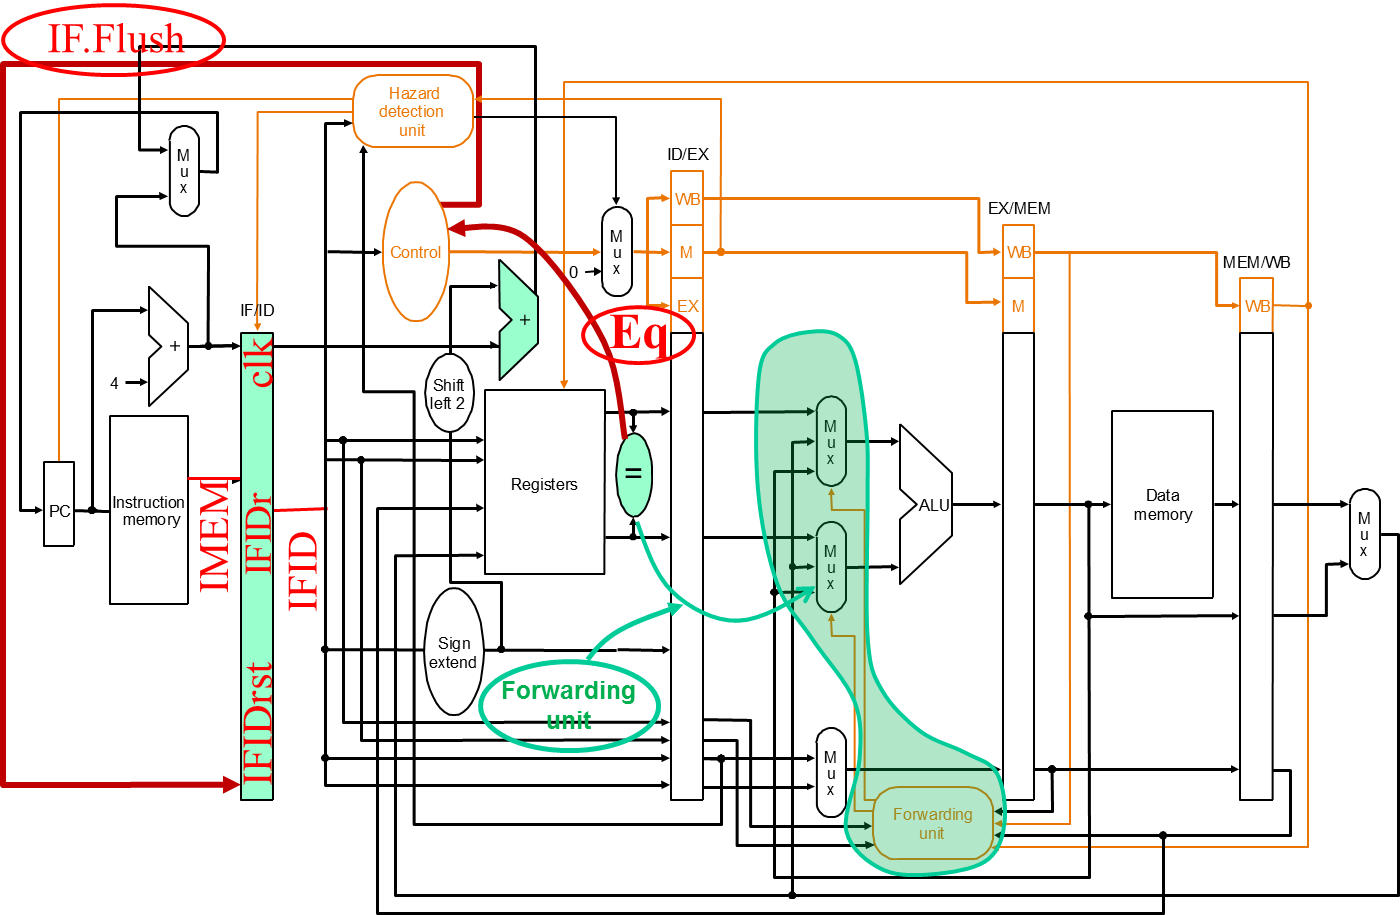 IF.Flush
Hazard
detection
unit
M
u
x
ID/EX
WB
EX/MEM
Control
M
u
x
M
WB
MEM/WB
0
IF/ID
EX
M
WB
+
+
Eq
clk
4
Shift
left 2
M
u
x
=
Registers
Instruction
memory
PC
IMEM
IFIDr
IFID
ALU
Data
memory
M
u
x
M
u
x
Sign
extend
Forwarding
unit
IFIDrst
M
u
x
Forwarding
unit